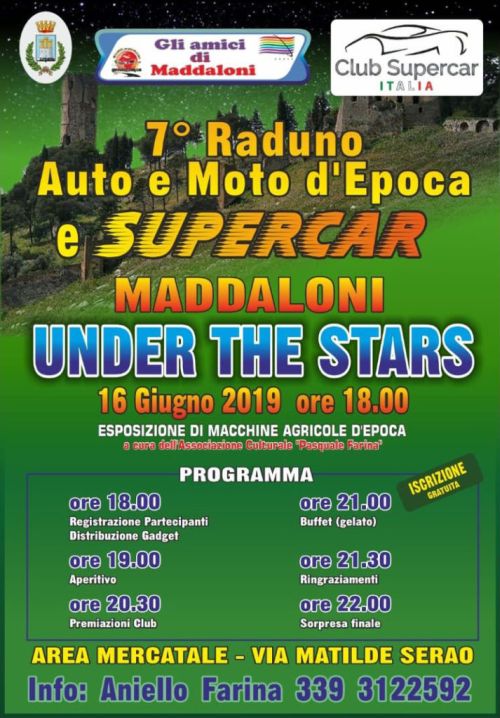 Gli amici
di
Maddaloni
Club Supercar
ITALIA
7° Raduno
Auto e Moto d'Epoca
e SUPERCAR
MADDALONI
UNDER THE STARS
16 Giugno 2019 ore 18.00
ESPOSIZIONE DI MACCHINE AGRICOLE D'EPOCA
a cura dell'Associazione Culturale "Pasquale Farina"
PROGRAMMA
ISCRIZIONE
GRATUITA
ore 18.00
Registrazione Partecipanti
Distribuzione Gadget
ore 19.00
Aperitivo
ore 20.30
Premiazioni Club
ore 21.00
Buffet (gelato)
ore 21.30
Ringraziamenti
ore 22.00
Sorpresa finale
AREA MERCATALE - VIA MATILDE SERAO
Info: Aniello Farina 339 3122592